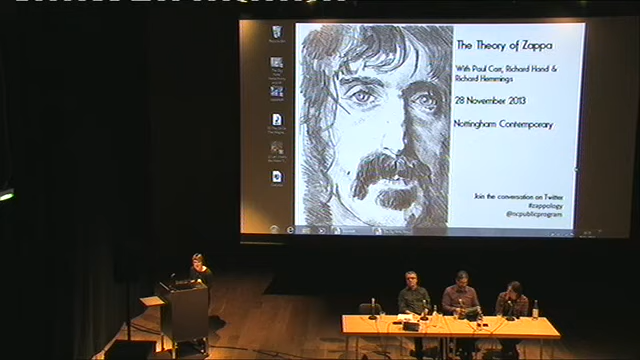 The Theory of Zappa
With Paul Carr, Richard Hand &
Richard Hemmings
28 November 2013
Nottingham Contemporary
Join the conversation on Twitter
#zappology
@ncpublicprogram